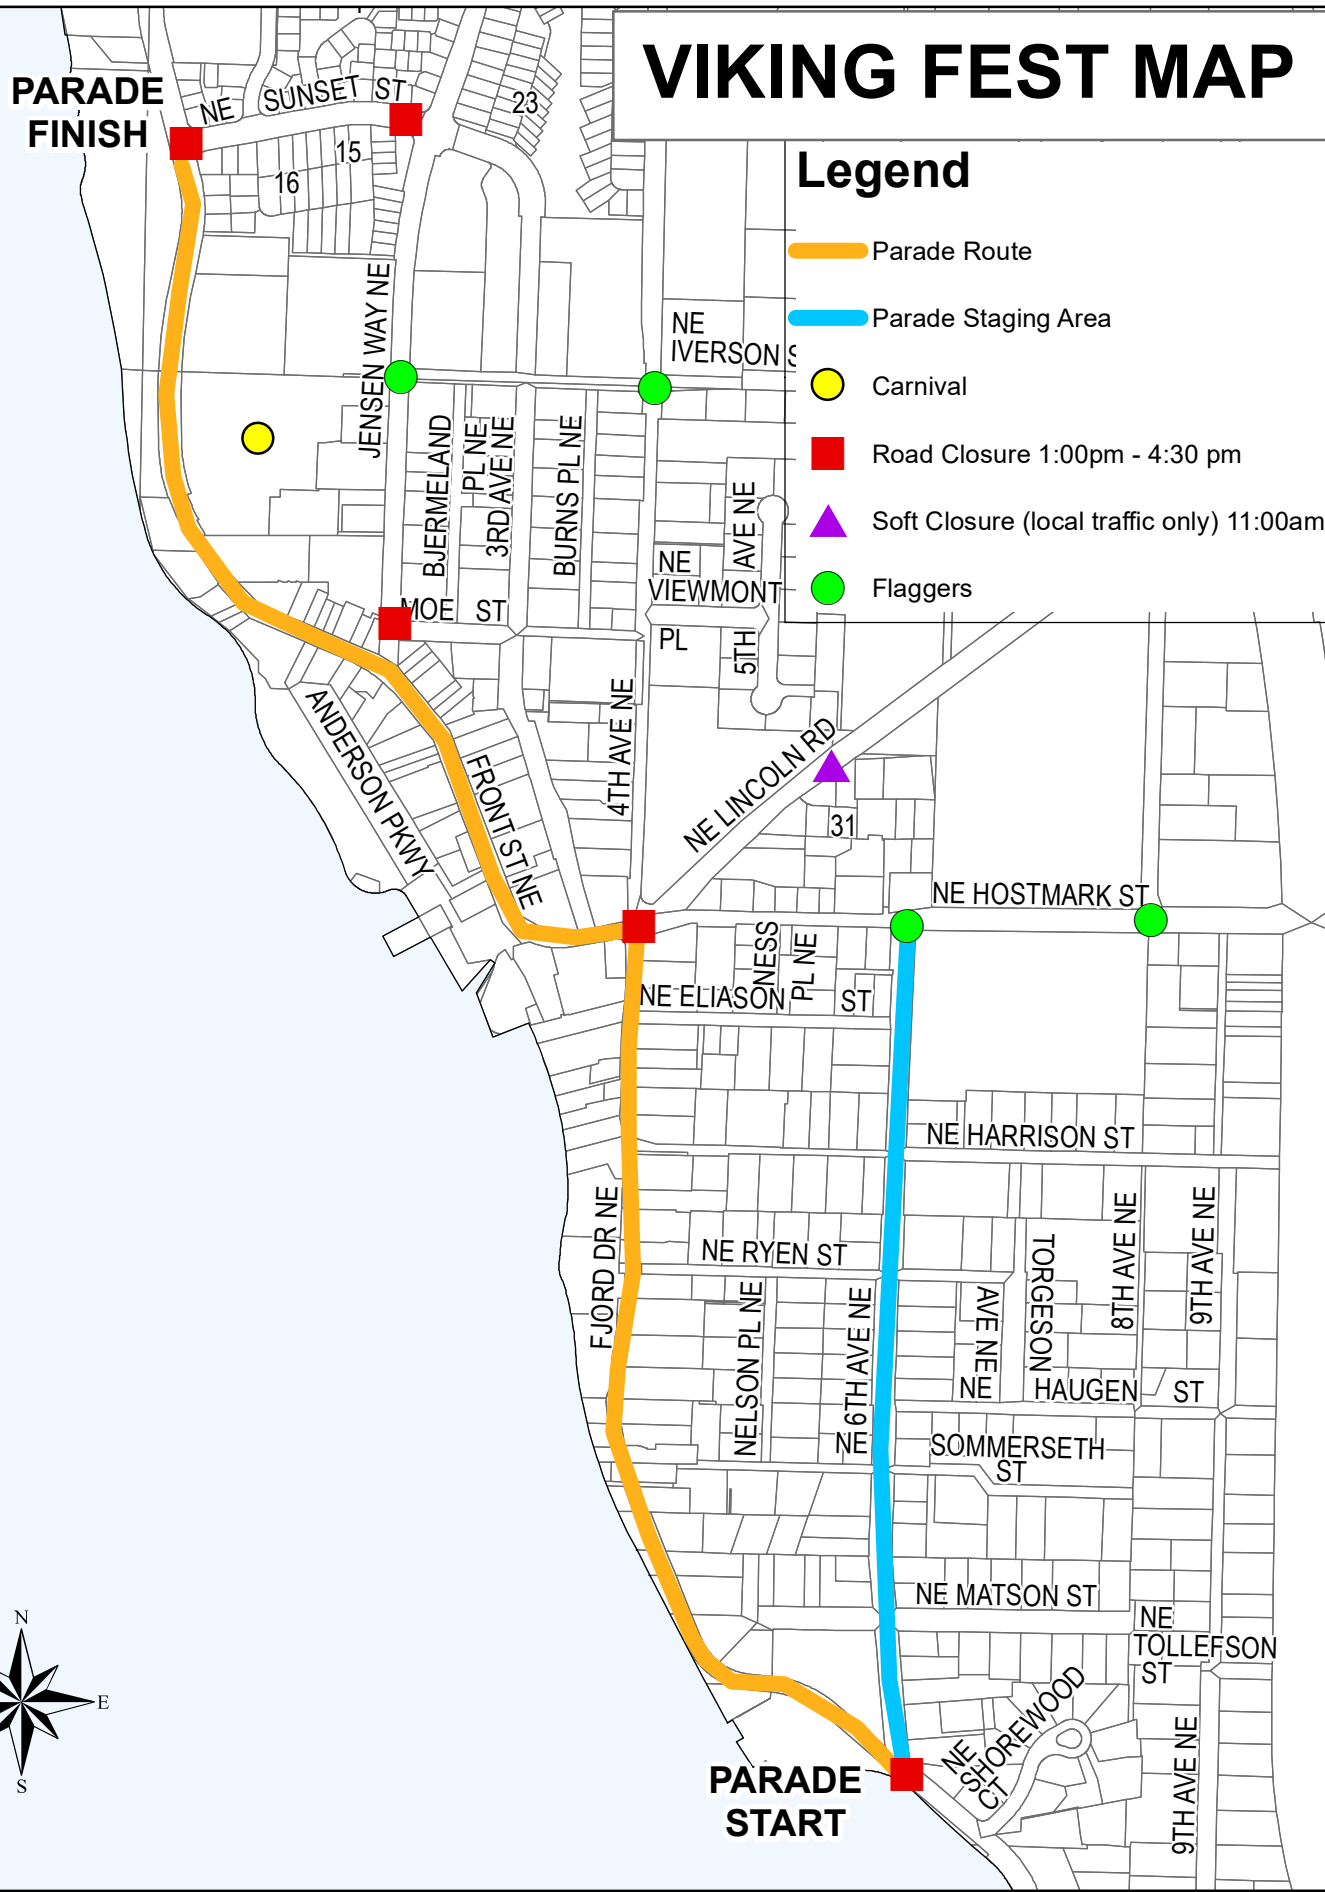 VIKING FEST MAP
Legend
Parade Route
Parade Staging Area
Carnival
Road Closure 1:00pm - 4:30 pm
Soft Closure (local traffic only) 11:00am
Flaggers
PARADE
FINISH
NE SUNSET ST
23
15
16
JENSEN WAY NE
NE
IVERSON S
BJERMELAND
PL NE
3RD AVE NE
BURNS PL NE
5TH AVE NE
NE
VIEWMONT
PL
MOE ST
4TH AVE NE
ANDERSON PKWY
FRONT ST NE
NE LINCOLN RD
31
NE HOSTMARK ST
NESS
PL NE
NE ELIASON ST
NE HARRISON ST
FJORD DR NE
NE RYEN ST
NELSON PL NE
6TH AVE NE
TORGESON
AVE NE
8TH AVE NE
9TH AVE NE
NE HAUGEN ST
NE SOMMERSETH
ST
NE MATSON ST
NE
TOLLEFSON
ST
NE
SHOREWOOD
CT
9TH AVE NE
PARADE
START
N
E
S